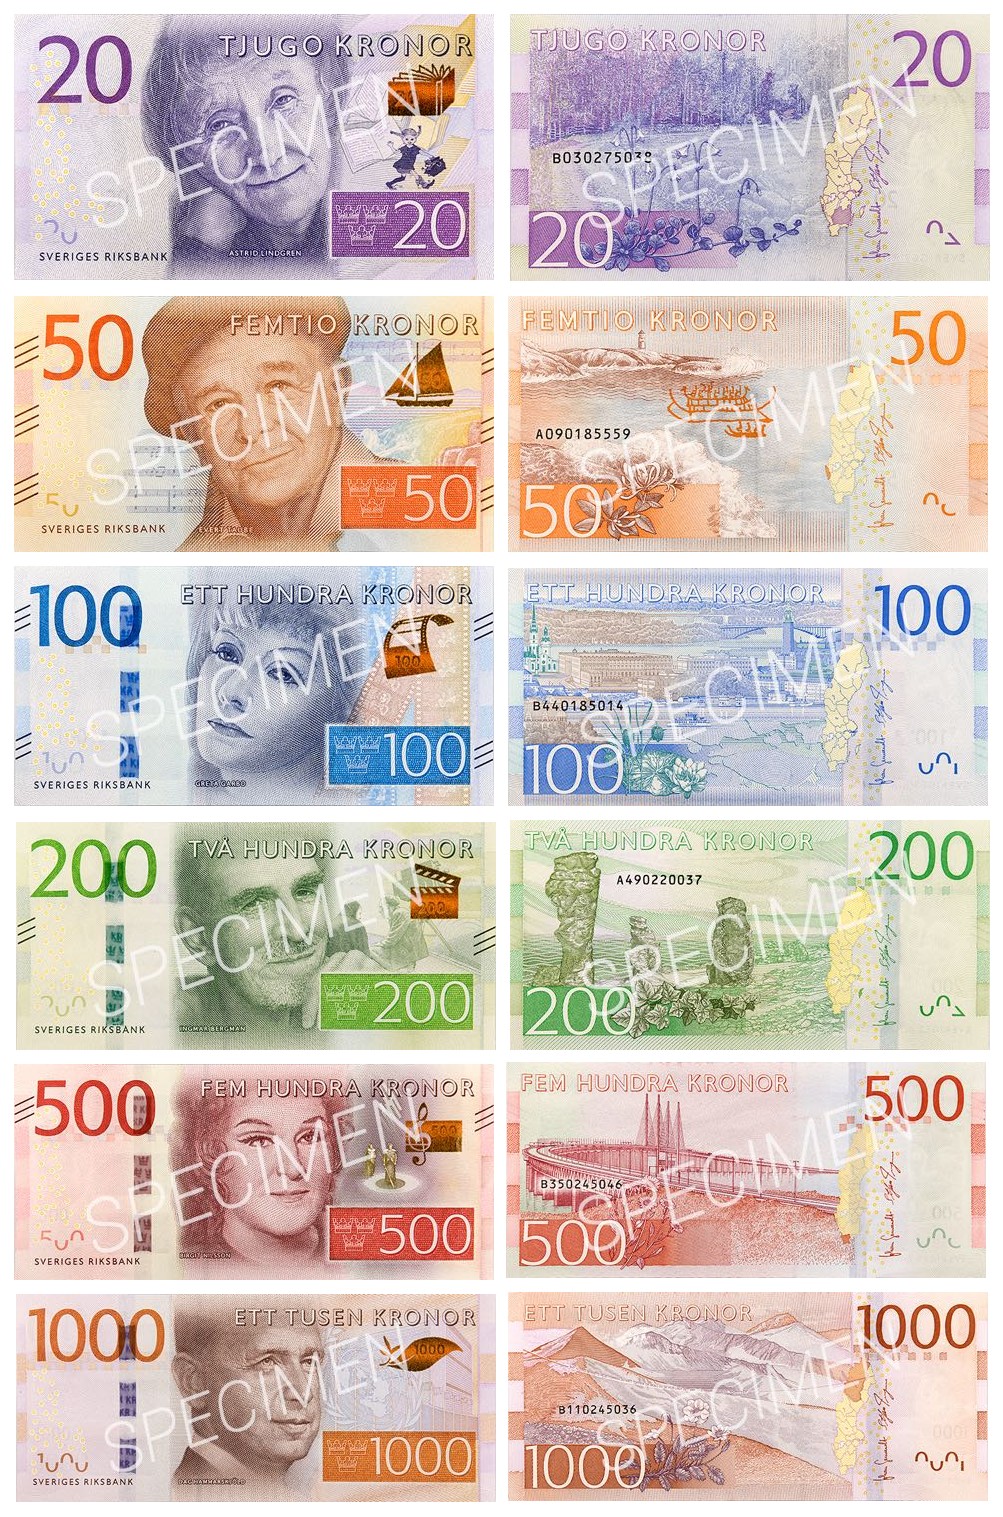 20
TJUGO KRONOR
SPECIMEN
20
SVERIGES RIKSBANK
ASTRID LINDGREN
TJUGO KRONOR
20
B030275038
SPECIMEN
20
50
FEMTIO KRONOR
SPECIMEN
50
SVERIGES RIKSBANK
EVERT TAUBE
FEMTIO KRONOR
50
A090185559
SPECIMEN
50
100
ETT HUNDRA KRONOR
100
SPECIMEN
100
SVERIGES RIKSBANK
GRETA GARBO
ETT HUNDRA KRONOR
100
B440185014
SPECIMEN
100
200
TVÅ HUNDRA KRONOR
200
SPECIMEN
200
SVERIGES RIKSBANK
INGMAR BERGMAN
TVÅ HUNDRA KRONOR
200
A490220037
SPECIMEN
200
500
FEM HUNDRA KRONOR
500
SPECIMEN
500
SVERIGES RIKSBANK
BIRGIT NILSSON
FEM HUNDRA KRONOR
500
B350245046
SPECIMEN
500
1000
ETT TUSEN KRONOR
1000
SPECIMEN
1000
SVERIGES RIKSBANK
DAG HAMMARSKJÖLD
ETT TUSEN KRONOR
1000
B110245036
SPECIMEN
1000